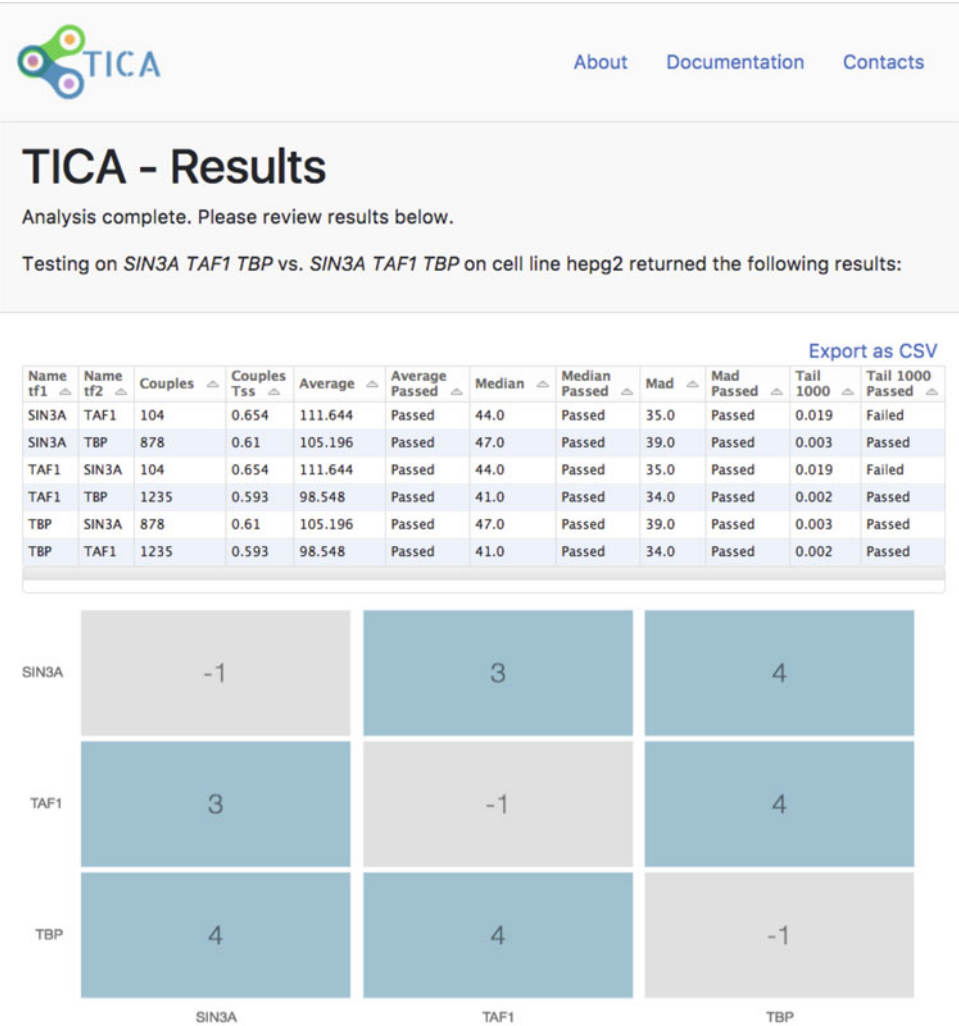 TICA
About Documentation Contacts
TICA - Results
Analysis complete. Please review results below.
Testing on SIN3A TAF1 TBP vs. SIN3A TAF1 TBP on cell line hepg2 returned the following results:
Export as CSV
Name tf1 Name tf2 Couples Couples Tss Average Average Passed Median Median Passed Mad Mad Passed Tail 1000 Tail 1000 Passed
SIN3A TAF1 104 0.654 111.644 Passed 44.0 Passed 35.0 Passed 0.019 Failed
SIN3A TBP 878 0.61 105.196 Passed 47.0 Passed 39.0 Passed 0.003 Passed
TAF1 SIN3A 104 0.654 111.644 Passed 44.0 Passed 35.0 Passed 0.019 Failed
TAF1 TBP 1235 0.593 98.548 Passed 41.0 Passed 34.0 Passed 0.002 Passed
TBP SIN3A 878 0.61 105.196 Passed 47.0 Passed 39.0 Passed 0.003 Passed
TBP TAF1 1235 0.593 98.548 Passed 41.0 Passed 34.0 Passed 0.002 Passed
SIN3A -1 3 4
TAF1 3 -1 4
TBP 4 4 -1
SIN3A TAF1 TBP